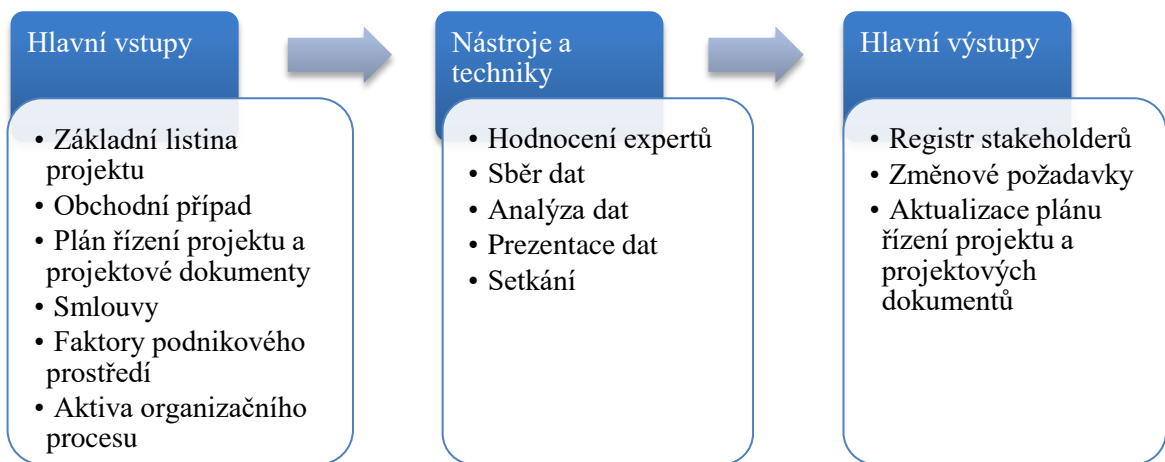 Hlavní vstupy
• Základní listina
projektu
• Obchodní případ
• Plán řízení projektu a
projektové dokumenty
• Smlouvy
• Faktory podnikového
prostředí
• Aktiva organizačního
procesu
Nástroje a
techniky
• Hodnocení expertů
• Sběr dat
• Analýza dat
• Prezentace dat
• Setkání
Hlavní výstupy
• Registr stakeholderů
• Změnové požadavky
• Aktualizace plánu
řízení projektu a
projektových
dokumentů